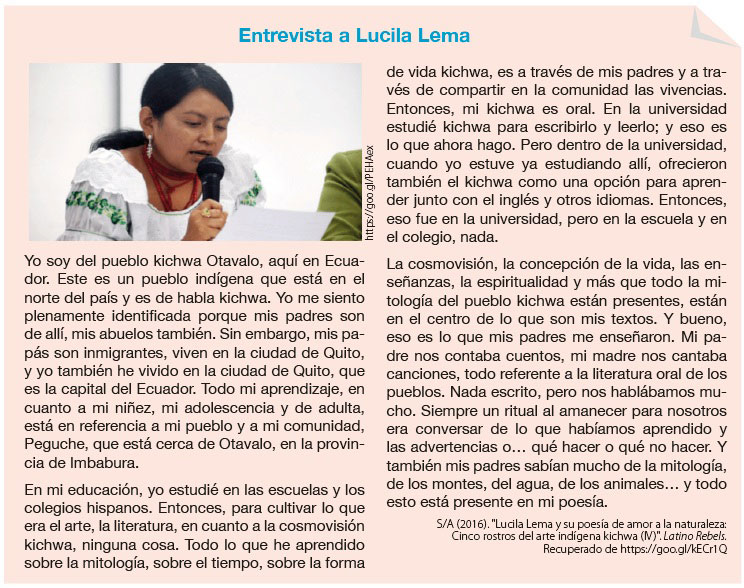 Entrevista a Lucila Lema
https://goo.gl/PEHAex
Yo soy del pueblo kichwa Otavalo, aquí en Ecua-
dor. Este es un pueblo indígena que está en el
norte del país y es de habla kichwa. Yo me siento
plenamente identificada porque mis padres son
de allí, mis abuelos también. Sin embargo, mis pa-
pás son inmigrantes, viven en la ciudad de Quito,
y yo también he vivido en la ciudad de Quito, que
es la capital del Ecuador. Todo mi aprendizaje, en
cuanto a mi niñez, mi adolescencia y de adulta,
está en referencia a mi pueblo y a mi comunidad,
Peguche, que está cerca de Otavalo, en la provin-
cia de Imbabura.
En mi educación, yo estudié en las escuelas y los
colegios hispanos. Entonces, para cultivar lo que
era el arte, la literatura, en cuanto a la cosmovisión
kichwa, ninguna cosa. Todo lo que he aprendido
sobre la mitología, sobre el tiempo, sobre la forma
de vida kichwa, es a través de mis padres y a tra-
vés de compartir en la comunidad las vivencias.
Entonces, mi kichwa es oral. En la universidad
estudié kichwa para escribirlo y leerlo; y eso es
lo que ahora hago. Pero dentro de la universidad,
cuando yo estuve ya estudiando allí, ofrecieron
también el kichwa como una opción para apren-
der junto con el inglés y otros idiomas. Entonces,
eso fue en la universidad, pero en la escuela y en
el colegio, nada.
La cosmovisión, la concepción de la vida, las en-
señanzas, la espiritualidad y más que todo la mi-
tología del pueblo kichwa están presentes, están
en el centro de lo que son mis textos. Y bueno,
eso es lo que mis padres me enseñaron. Mi pa-
dre nos contaba cuentos, mi madre nos cantaba
canciones, todo referente a la literatura oral de los
pueblos. Nada escrito, pero nos hablábamos mu-
cho. Siempre un ritual al amanecer para nosotros
era conversar de lo que habíamos aprendido y
las advertencias o… qué hacer o qué no hacer. Y
también mis padres sabían mucho de la mitología,
de los montes, del agua, de los animales… y todo
esto está presente en mi poesía.
S/A (2016). "Lucila Lema y su poesía de amor a la naturaleza:
Cinco rostros del arte indígena kichwa (IV)". Latino Rebels.
Recuperado de https://goo.gl/kECr1Q